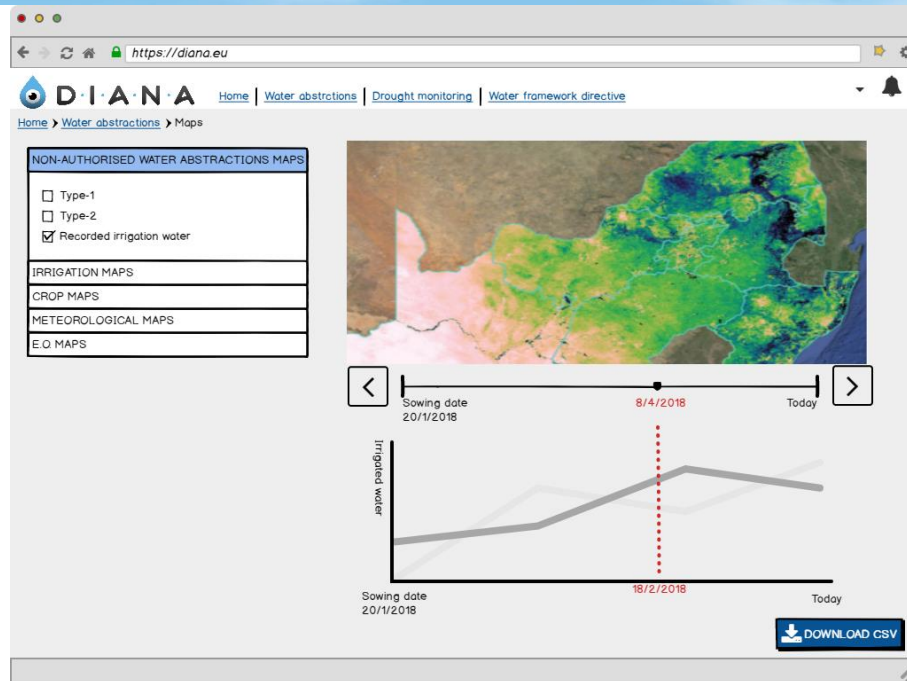 https://diana.eu
D·I·A·N·A
Home | Water abstrctions | Drought monitoring | Water framework directive
Home > Water abstractions > Maps
NON-AUTHORISED WATER ABSTRACTIONS MAPS
Type-1
Type-2
Recorded irrigation water
IRRIGATION MAPS
CROP MAPS
METEOROLOGICAL MAPS
E.O. MAPS
Sowing date
20/1/2018
8/4/2018
Today
Irrigated water
Sowing date
20/1/2018
18/2/2018
Today
DOWNLOAD CSV